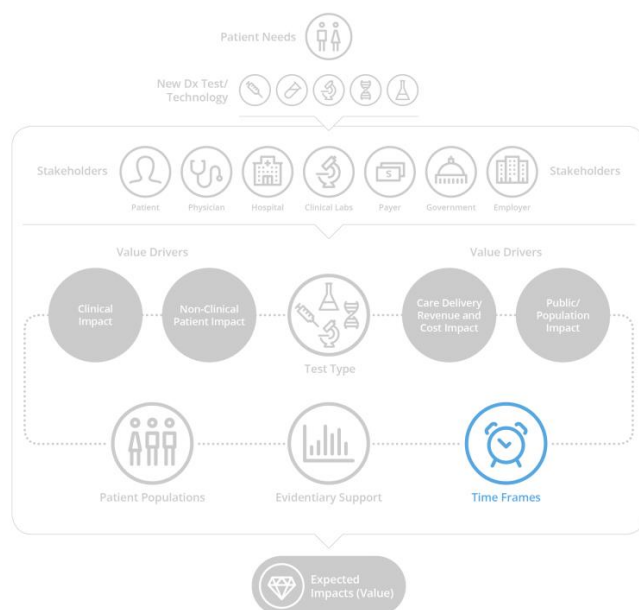 Patient Needs
New Dx Test/
Technology
Stakeholders
Stakeholders
Patient
Physician
Hospital
Clinical Labs
$
Payer
Government
Employer
Value Drivers
Value Drivers
Clinical
Impact
Non-Clinical
Patient Impact
Care Delivery
Revenue and
Cost Impact
Public/
Population
Impact
Test Type
Patient Populations
Evidentiary Support
Time Frames
Expected
Impacts (Value)